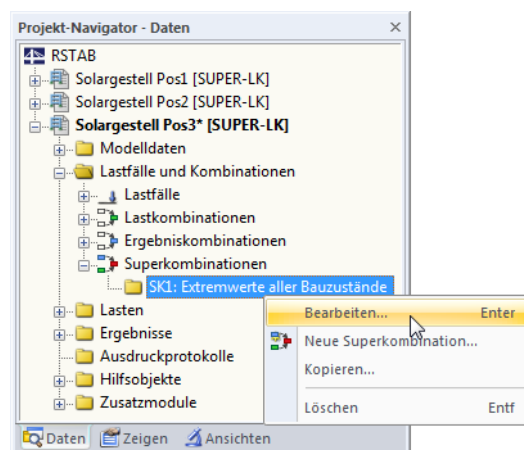 Projekt-Navigator - Daten
RSTAB
Solargestell Pos1 [SUPER-LK]
Solargestell Pos2 [SUPER-LK]
Solargestell Pos3* [SUPER-LK]
Modelldaten
Lastfälle und Kombinationen
Lastfälle
Lastkombinationen
Ergebniskombinationen
Superkombinationen
SK1: Extremwerte aller Bauzustände
Lasten
Ergebnisse
Ausdruckprotokolle
Hilfsobjekte
Zusatzmodule
Bearbeiten... Enter
Neue Superkombination...
Kopieren...
Löschen Entf
Daten Zeigen Ansichten